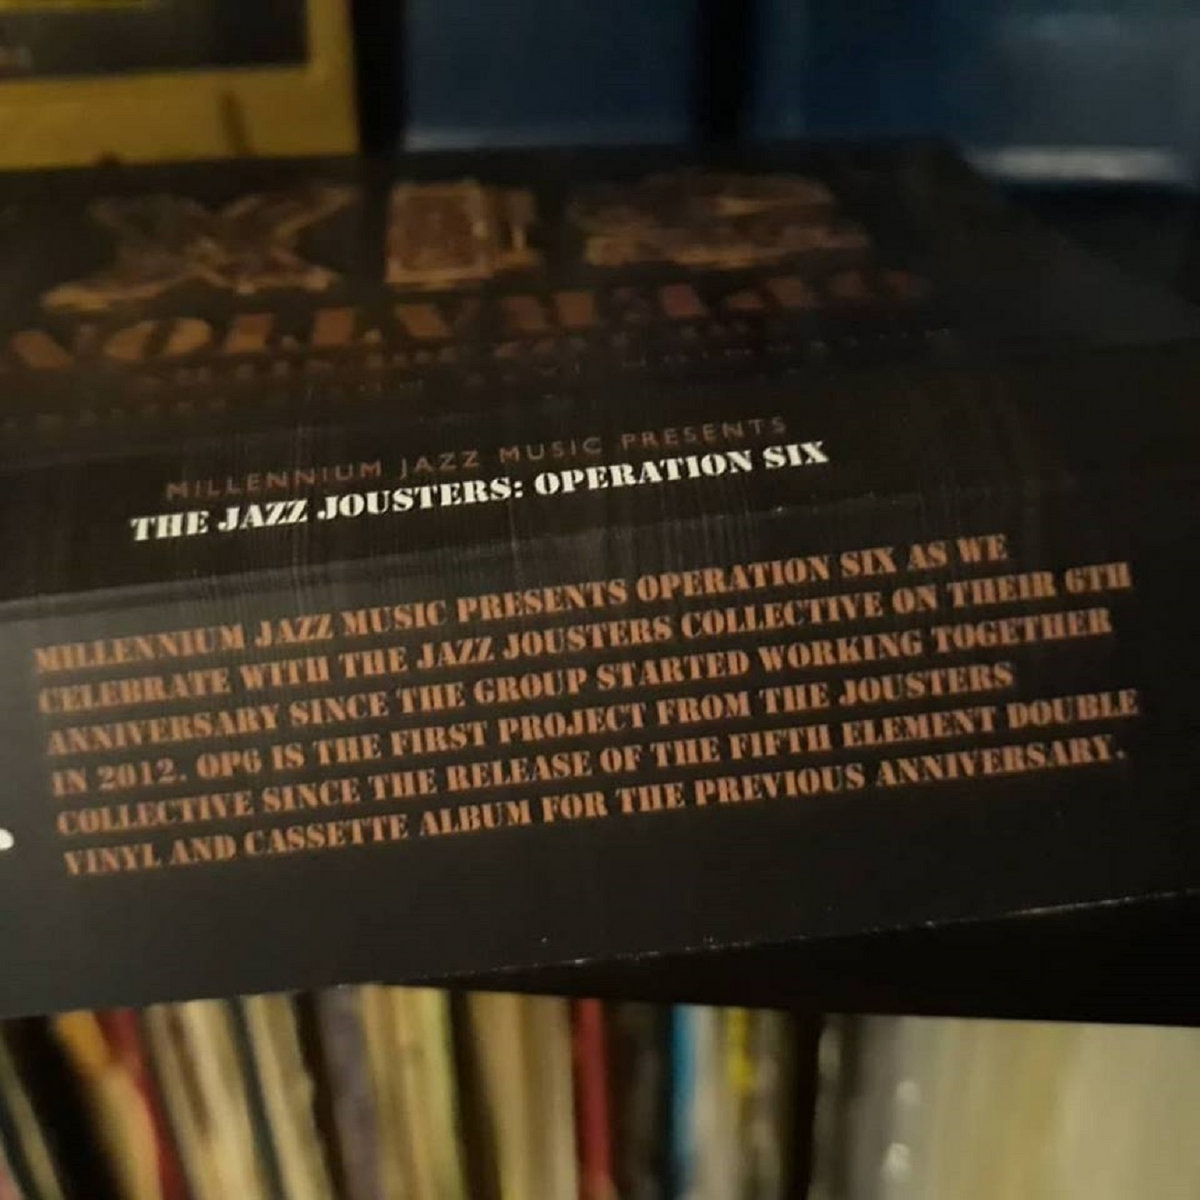 MILLENNIUM JAZZ MUSIC PRESENTS
THE JAZZ JOUSTERS: OPERATION SIX
MILLENNIUM JAZZ MUSIC PRESENTS OPERATION SIX AS WE
CELEBRATE WITH THE JAZZ JOUSTERS COLLECTIVE ON THEIR 6TH
ANNIVERSARY SINCE THE GROUP STARTED WORKING TOGETHER
IN 2012. OP6 IS THE FIRST PROJECT FROM THE JOUSTERS
COLLECTIVE SINCE THE RELEASE OF THE FIFTH ELEMENT DOUBLE
VINYL AND CASSETTE ALBUM FOR THE PREVIOUS ANNIVERSARY.